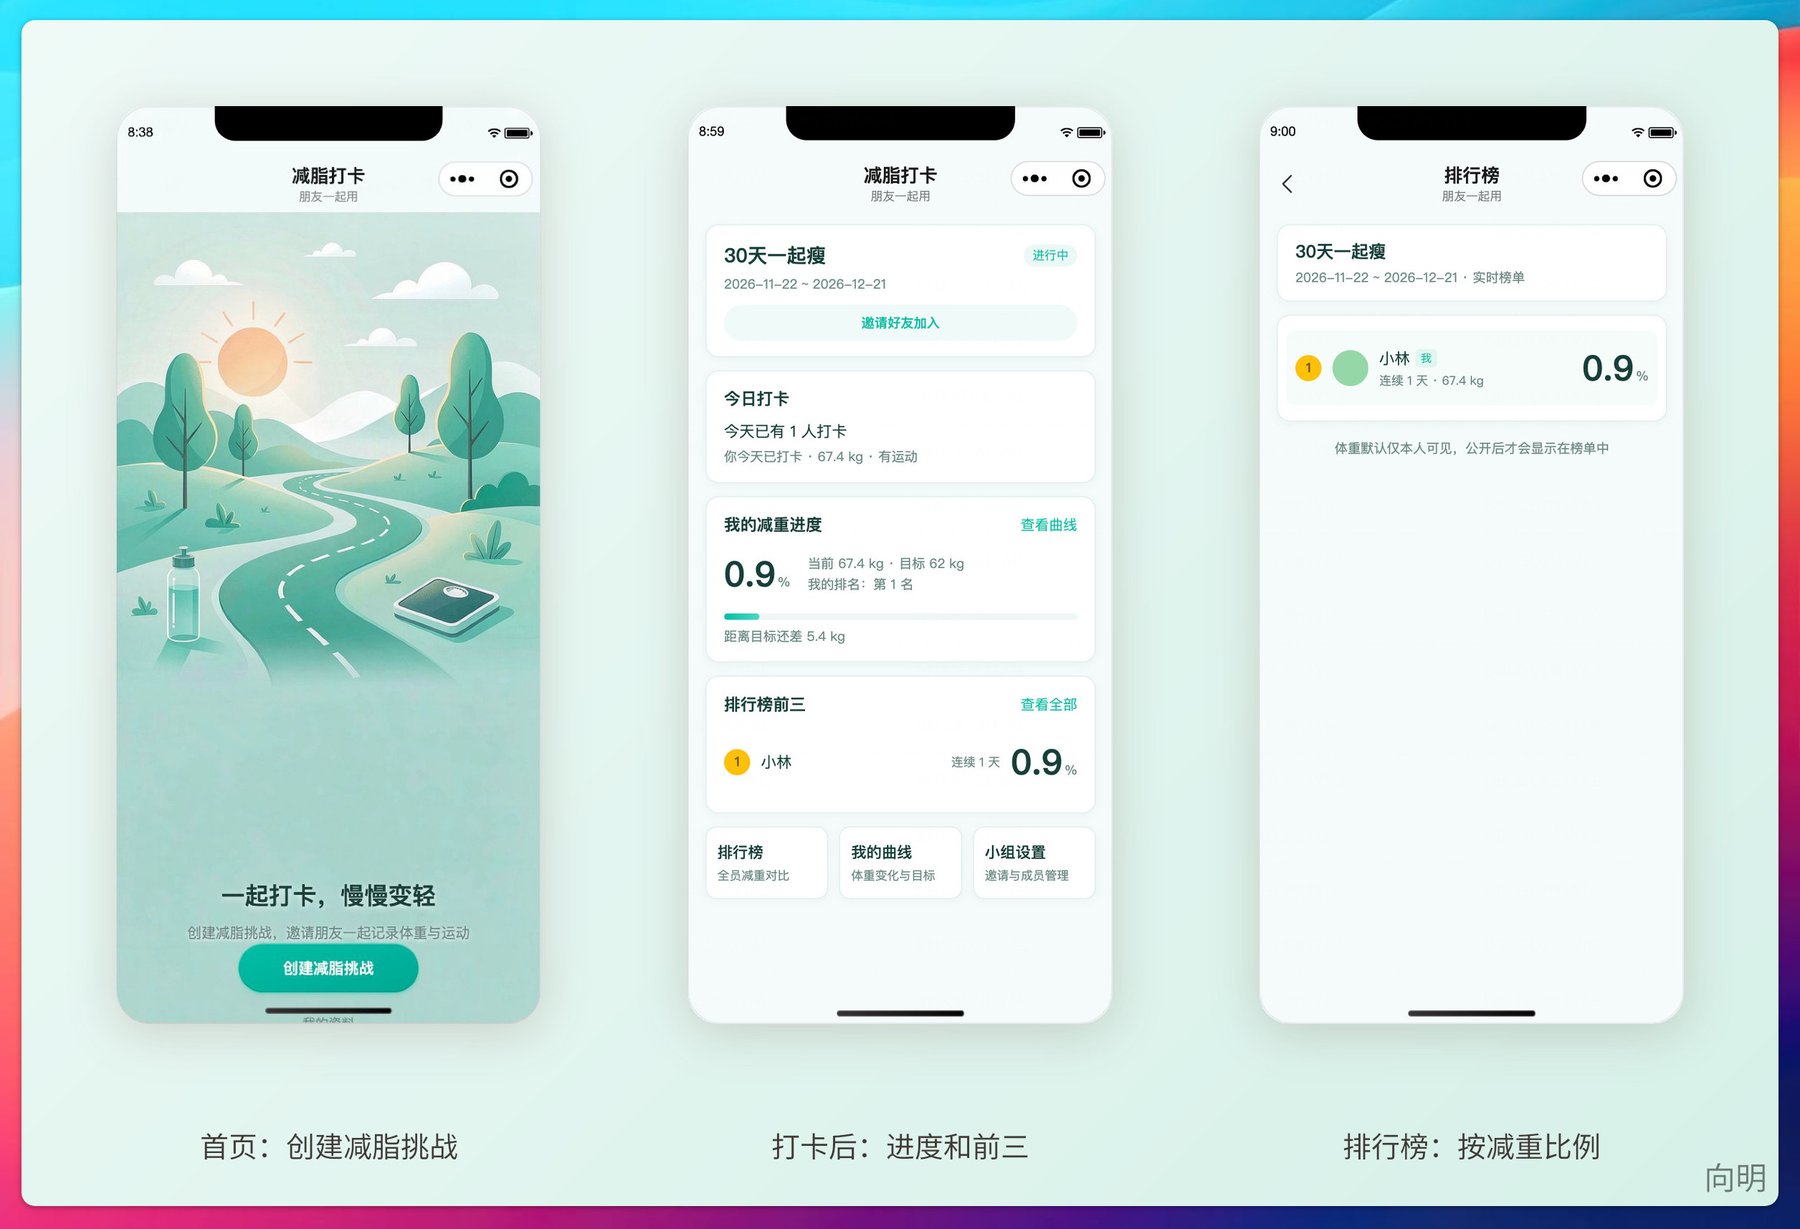 8:38
减脂打卡
朋友一起用
一起打卡，慢慢变轻
创建减脂挑战，邀请朋友一起记录体重与运动
创建减脂挑战
我的资料
首页：创建减脂挑战
8:59
减脂打卡
朋友一起用
30天一起瘦
进行中
2026-11-22 ~ 2026-12-21
邀请好友加入
今日打卡
今天已有 1 人打卡
你今天已打卡 · 67.4 kg · 有运动
我的减重进度
查看曲线
0.9%
当前 67.4 kg · 目标 62 kg
我的排名：第 1 名
距离目标还差 5.4 kg
排行榜前三
查看全部
1 小林 连续 1 天 0.9%
排行榜
全员减重对比
我的曲线
体重变化与目标
小组设置
邀请与成员管理
打卡后：进度和前三
9:00
排行榜
朋友一起用
30天一起瘦
2026-11-22 ~ 2026-12-21 · 实时榜单
1
小林 我
连续 1 天 · 67.4 kg
0.9%
体重默认仅本人可见，公开后才会显示在榜单中
排行榜：按减重比例
向明